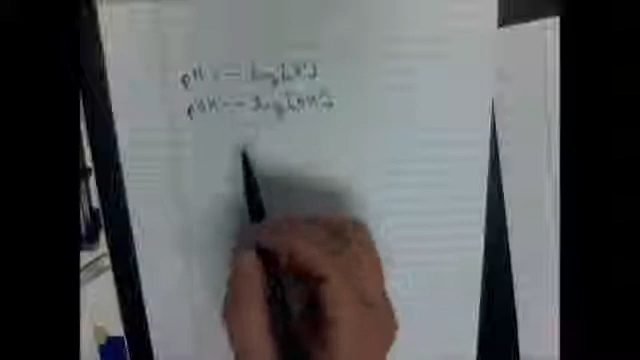 pH = - log[H⁺]
pOH = - log[OH⁻]